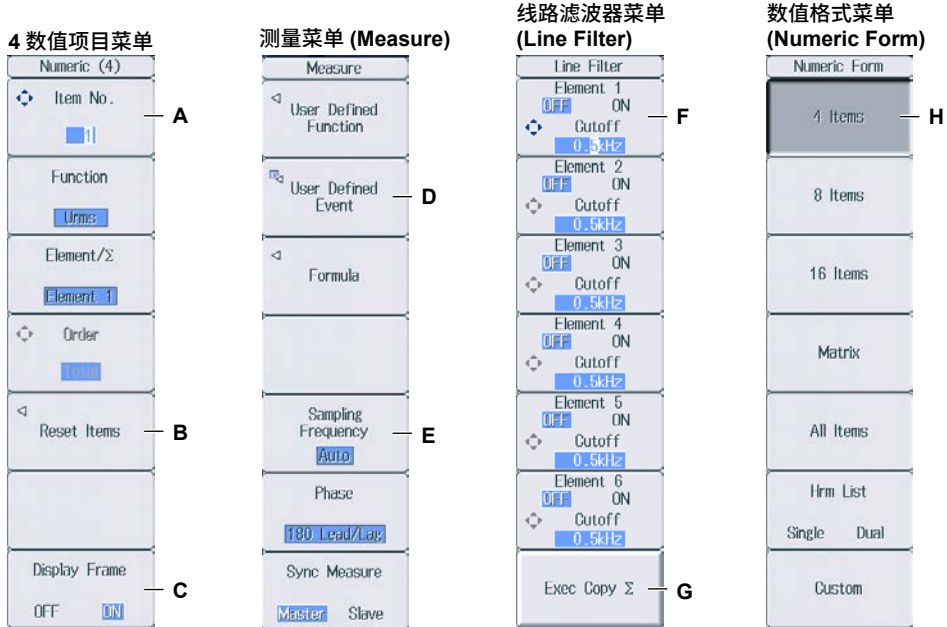 4 数值项目菜单
Numeric (4)
Item No.
1
A
Function
Urms
Element/Σ
Element 1
Order
Total
Reset Items
B
Display Frame
OFF ON
C
测量菜单 (Measure)
Measure
User Defined
Function
User Defined
Event
D
Formula
Sampling
Frequency
Auto
E
Phase
180 Lead/Lag
Sync Measure
Master Slave
线路滤波器菜单
(Line Filter)
Line Filter
Element 1
OFF ON
Cutoff
0.5kHz
F
Element 2
OFF ON
Cutoff
0.5kHz
Element 3
OFF ON
Cutoff
0.5kHz
Element 4
OFF ON
Cutoff
0.5kHz
Element 5
OFF ON
Cutoff
0.5kHz
Element 6
OFF ON
Cutoff
0.5kHz
Exec Copy Σ
G
数值格式菜单
(Numeric Form)
Numeric Form
4 Items
H
8 Items
16 Items
Matrix
All Items
Hrm List
Single Dual
Custom